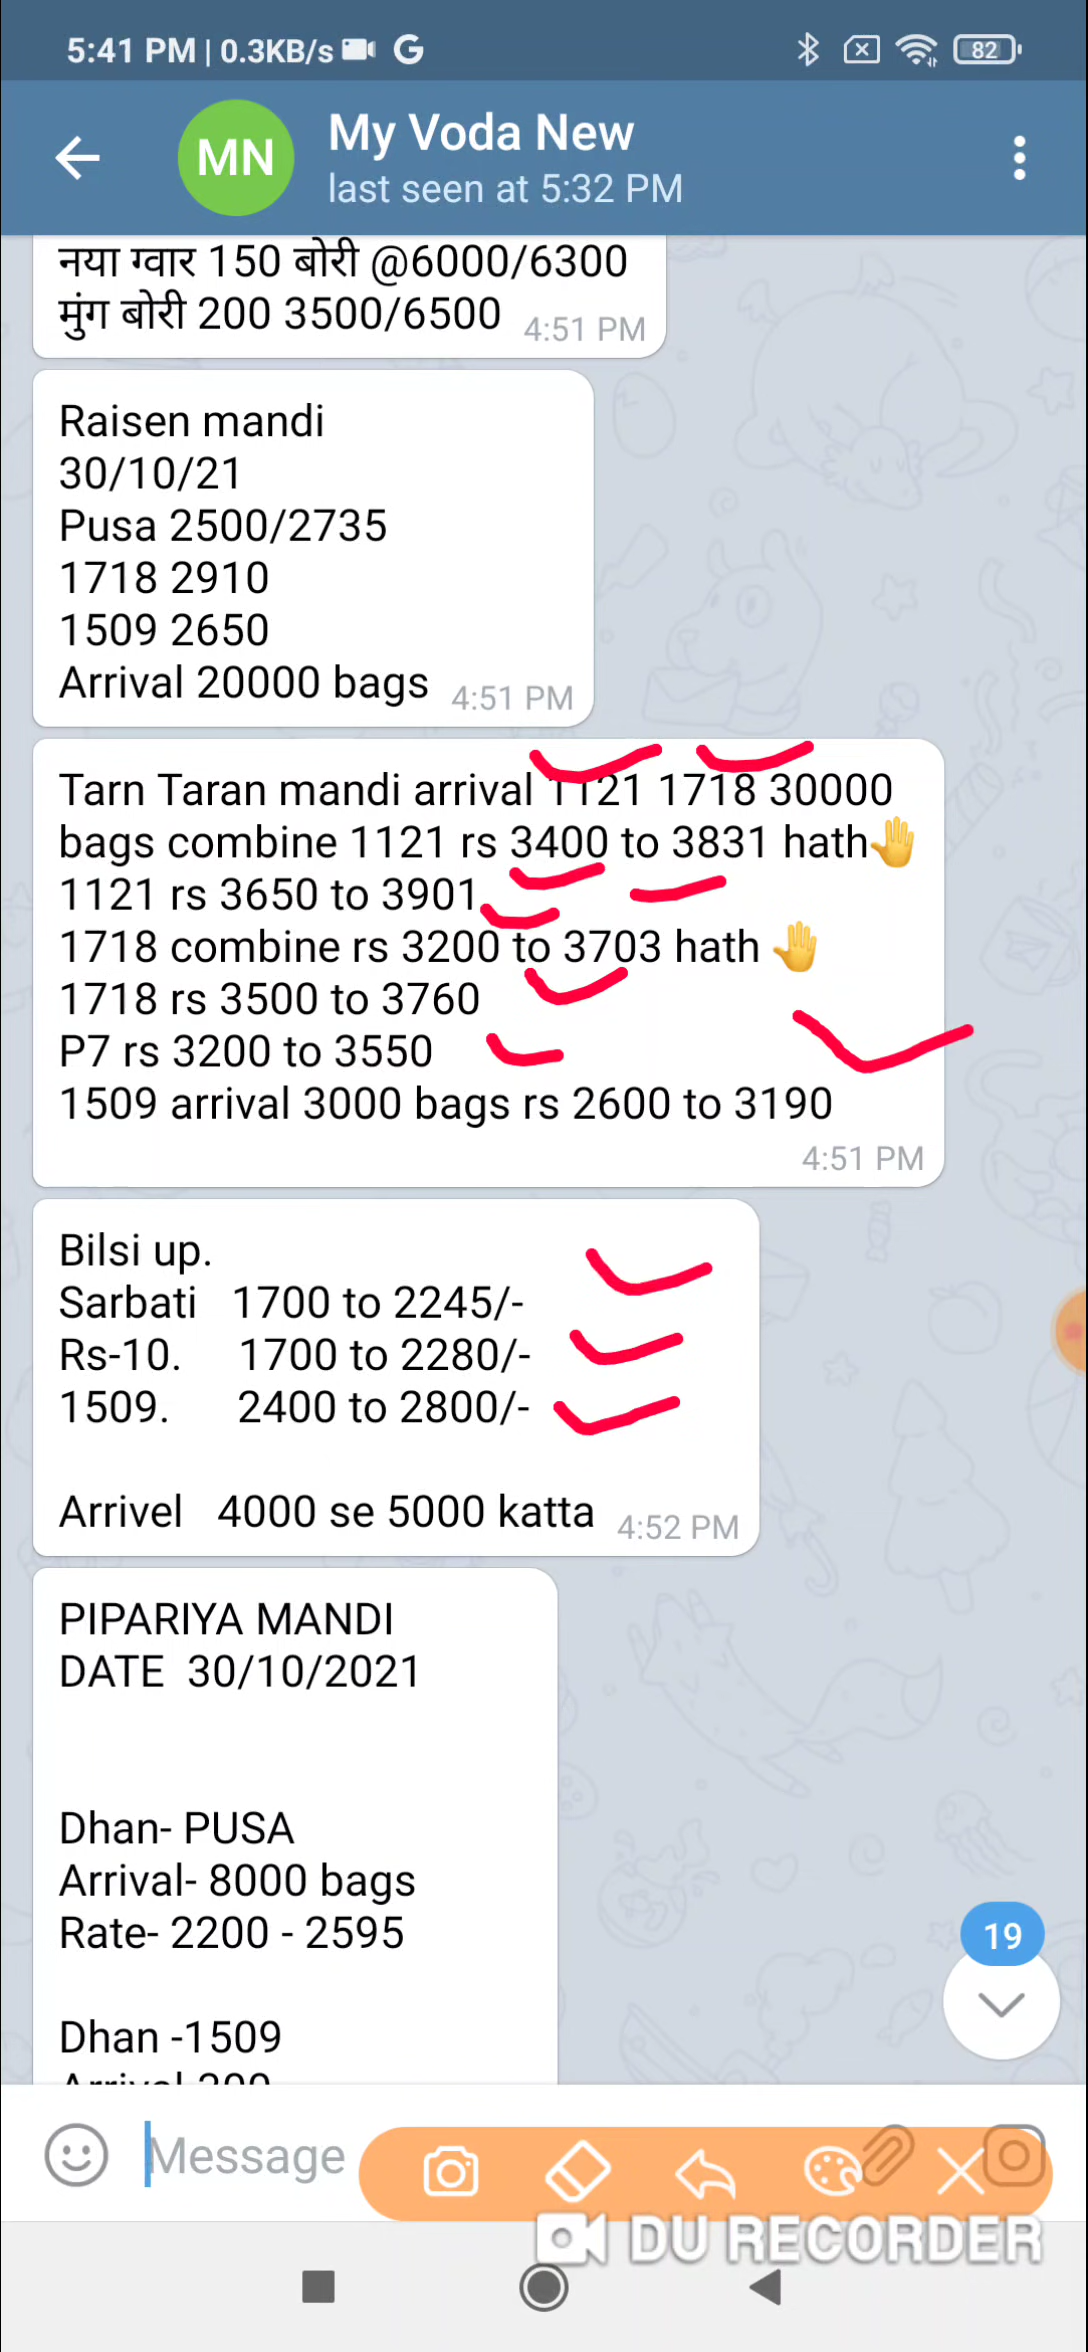 5:41 PM | 0.3KB/s G 82
MN My Voda New
last seen at 5:32 PM
नया ग्वार 150 बोरी @6000/6300
मुंग बोरी 200 3500/6500 4:51 PM
Raisen mandi
30/10/21
Pusa 2500/2735
1718 2910
1509 2650
Arrival 20000 bags 4:51 PM
Tarn Taran mandi arrival 1121 1718 30000
bags combine 1121 rs 3400 to 3831 hath🤚
1121 rs 3650 to 3901
1718 combine rs 3200 to 3703 hath 🤚
1718 rs 3500 to 3760
P7 rs 3200 to 3550
1509 arrival 3000 bags rs 2600 to 3190
4:51 PM
Bilsi up.
Sarbati 1700 to 2245/-
Rs-10. 1700 to 2280/-
1509. 2400 to 2800/-
Arrivel 4000 se 5000 katta 4:52 PM
PIPARIYA MANDI
DATE 30/10/2021
Dhan- PUSA
Arrival- 8000 bags
Rate- 2200 - 2595
19
Dhan -1509
Arrival 300
Message
DU RECORDER